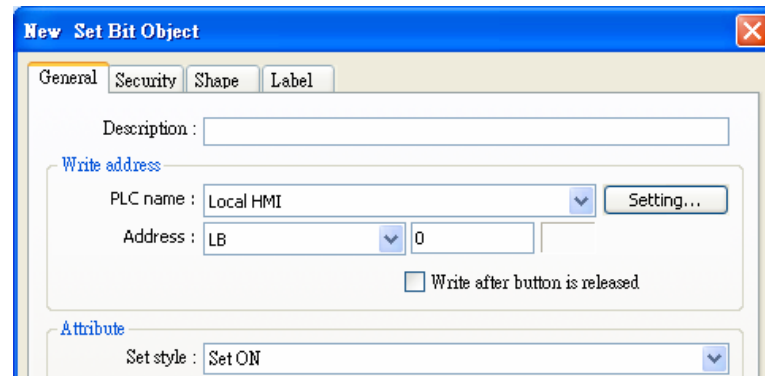 New Set Bit Object
General Security Shape Label
Description :
Write address
PLC name : Local HMI Setting...
Address : LB 0
Write after button is released
Attribute
Set style : Set ON